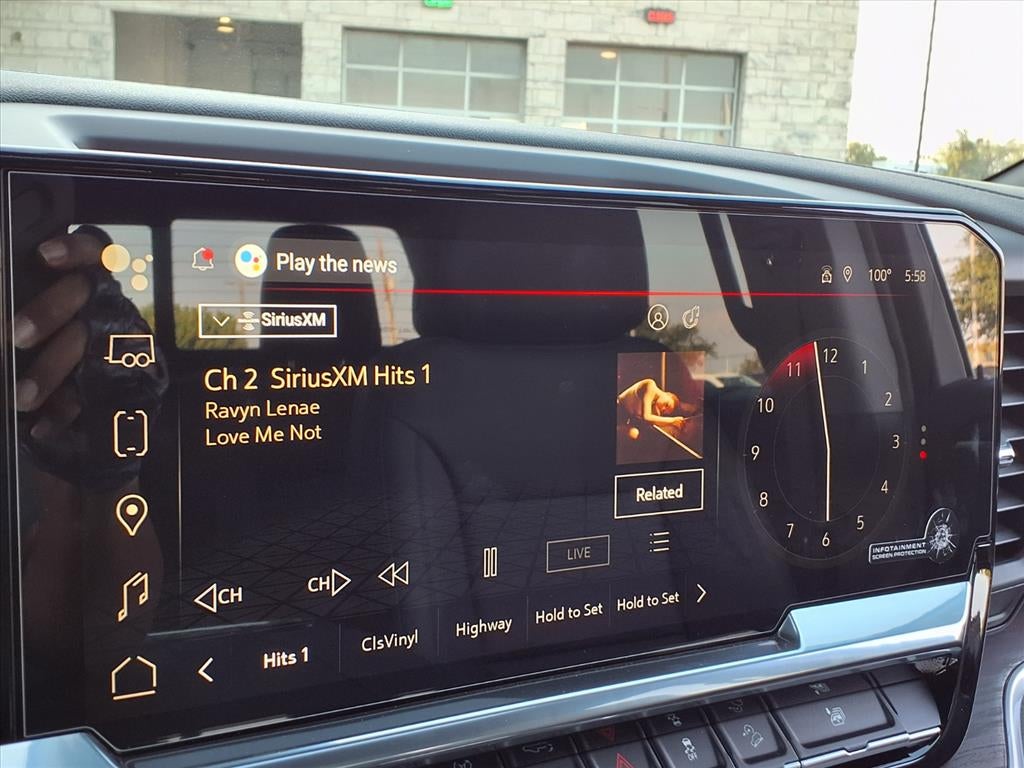 OPEN
CLOSED
Play the news
100° 5:58
SiriusXM
Ch 2 SiriusXM Hits 1
Ravyn Lenae
Love Me Not
12
11 1
10 2
9 3
8 4
7 5
6
Related
LIVE
CH
CH
INFOTAINMENT
SCREEN PROTECTION
Hits 1
ClsVinyl
Highway
Hold to Set
Hold to Set